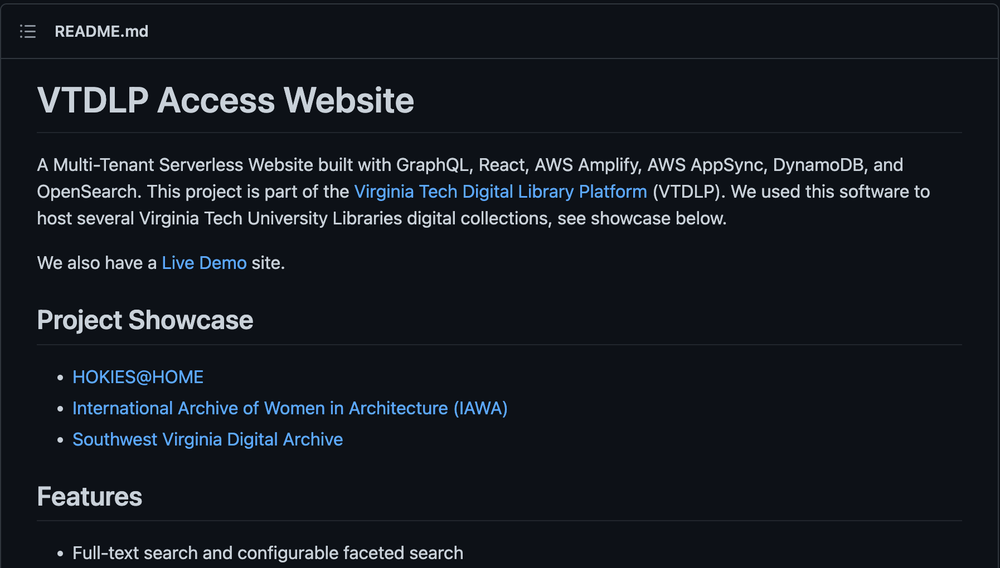 README.md
VTDLP Access Website
A Multi-Tenant Serverless Website built with GraphQL, React, AWS Amplify, AWS AppSync, DynamoDB, and
OpenSearch. This project is part of the Virginia Tech Digital Library Platform (VTDLP). We used this software to
host several Virginia Tech University Libraries digital collections, see showcase below.
We also have a Live Demo site.
Project Showcase
• HOKIES@HOME
• International Archive of Women in Architecture (IAWA)
• Southwest Virginia Digital Archive
Features
• Full-text search and configurable faceted search